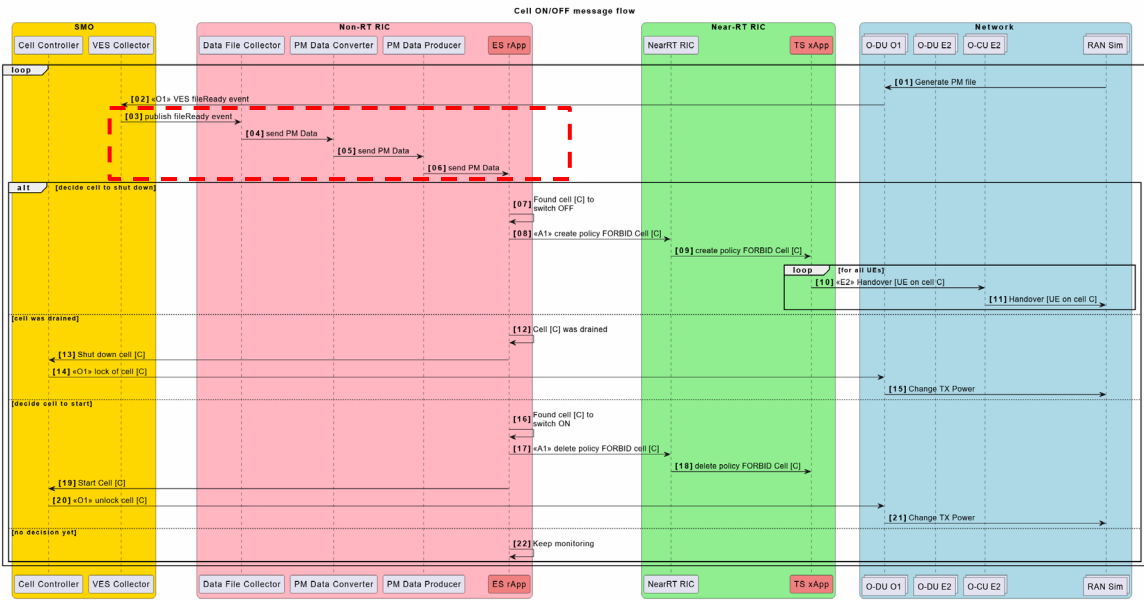 Cell ON/OFF message flow
SMO
Non-RT RIC
Near-RT RIC
Network
Cell Controller
VES Collector
Data File Collector
PM Data Converter
PM Data Producer
ES rApp
NearRT RIC
TS xApp
O-DU O1
O-DU E2
O-CU E2
RAN Sim
loop
[01] Generate PM file
[02] «O1» VES fileReady event
[03] publish fileReady event
[04] send PM Data
[05] send PM Data
[06] send PM Data
alt
[decide cell to shut down]
[07] Found cell [C] to
switch OFF
[08] «A1» create policy FORBID Cell [C]
[09] create policy FORBID Cell [C]
loop
[for all UEs]
[10] «E2» Handover [UE on cell C]
[11] Handover [UE on cell C]
[cell was drained]
[12] Cell [C] was drained
[13] Shut down cell [C]
[14] «O1» lock of cell [C]
[15] Change TX Power
[decide cell to start]
[16] Found cell [C] to
switch ON
[17] «A1» delete policy FORBID cell [C]
[18] delete policy FORBID Cell [C]
[19] Start Cell [C]
[20] «O1» unlock cell [C]
[21] Change TX Power
[no decision yet]
[22] Keep monitoring
Cell Controller
VES Collector
Data File Collector
PM Data Converter
PM Data Producer
ES rApp
NearRT RIC
TS xApp
O-DU O1
O-DU E2
O-CU E2
RAN Sim